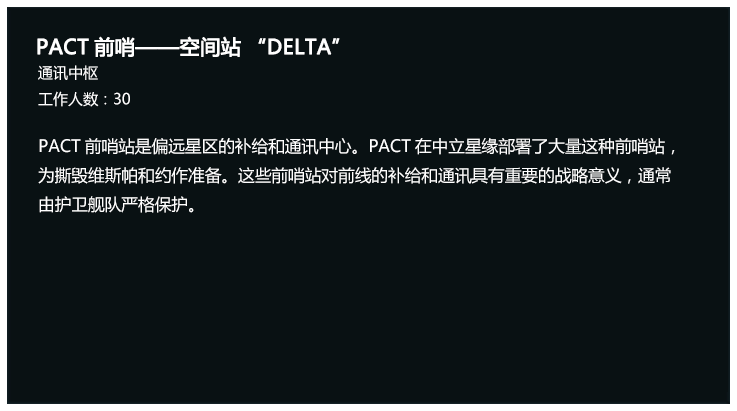 PACT 前哨——空间站 “DELTA”
通讯中枢
工作人数：30
PACT 前哨站是偏远星区的补给和通讯中心。PACT 在中立星缘部署了大量这种前哨站，
为撕毁维斯帕和约作准备。这些前哨站对前线的补给和通讯具有重要的战略意义，通常
由护卫舰队严格保护。